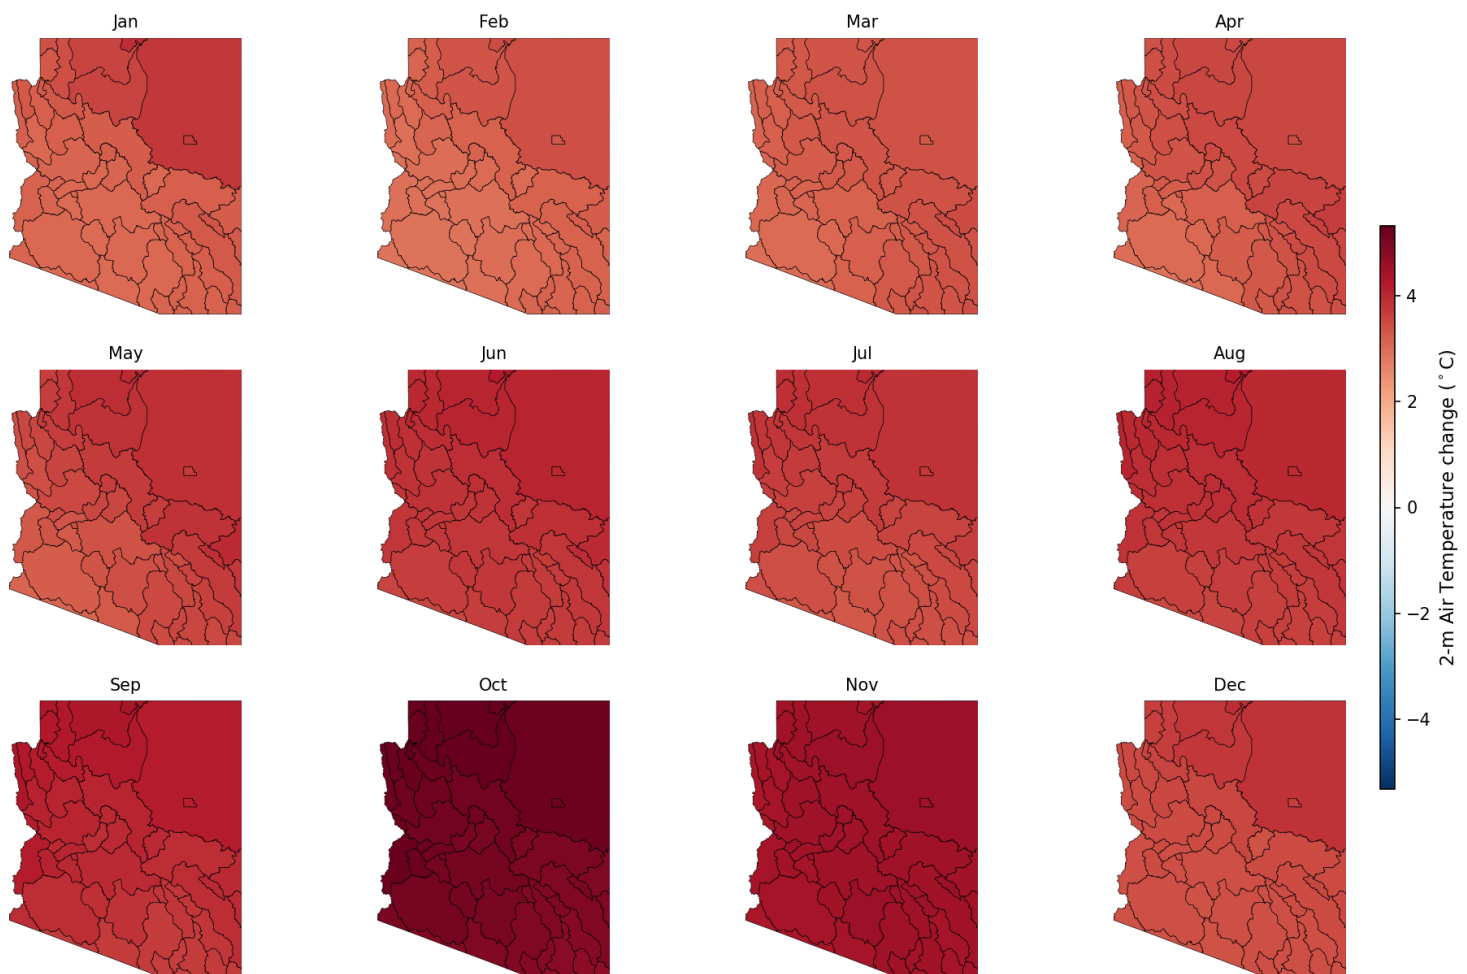 Jan
Feb
Mar
Apr
May
Jun
Jul
Aug
Sep
Oct
Nov
Dec
4
2
0
−2
−4
2-m Air Temperature change (°C)